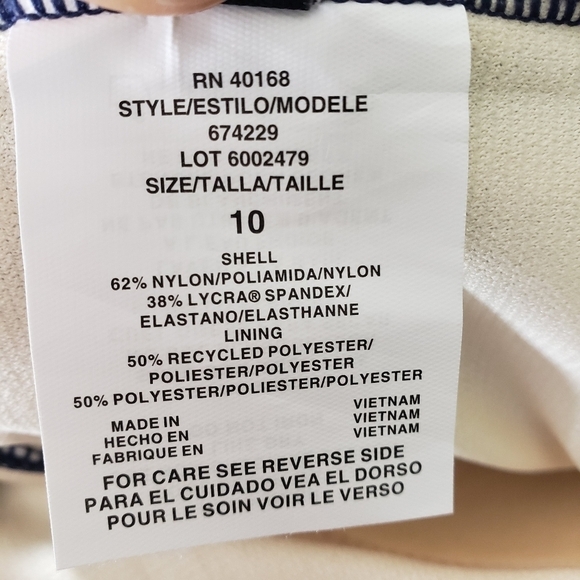 RN 40168
STYLE/ESTILO/MODELE
674229
LOT 6002479
SIZE/TALLA/TAILLE
10
SHELL
62% NYLON/POLIAMIDA/NYLON
38% LYCRA® SPANDEX/
ELASTANO/ELASTHANNE
LINING
50% RECYCLED POLYESTER/
POLIESTER/POLYESTER
50% POLYESTER/POLIESTER/POLYESTER
MADE IN VIETNAM
HECHO EN VIETNAM
FABRIQUE EN VIETNAM
FOR CARE SEE REVERSE SIDE
PARA EL CUIDADO VEA EL DORSO
POUR LE SOIN VOIR LE VERSO